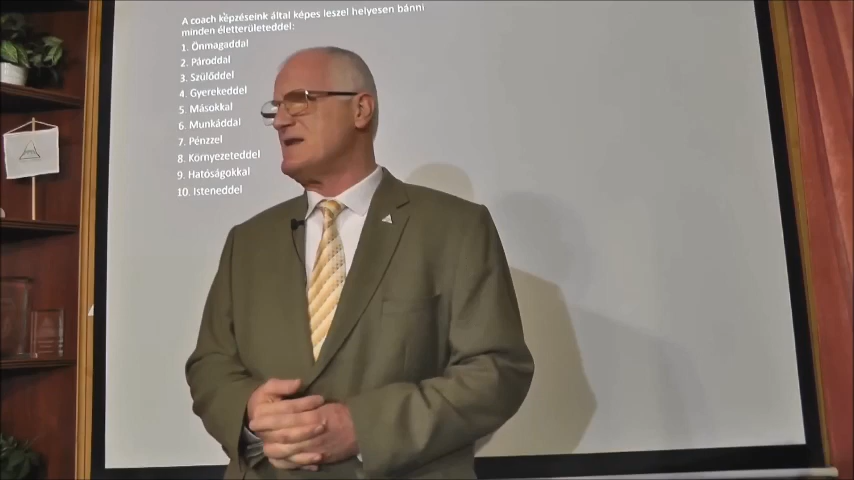 A coach képzéseink által képes leszel helyesen bánni
minden életterületeddel:
1. Önmagaddal
2. Pároddal
3. Szülőddel
4. Gyerekeddel
5. Másokkal
6. Munkáddal
7. Pénzzel
8. Környezeteddel
9. Hatóságokkal
10. Isteneddel